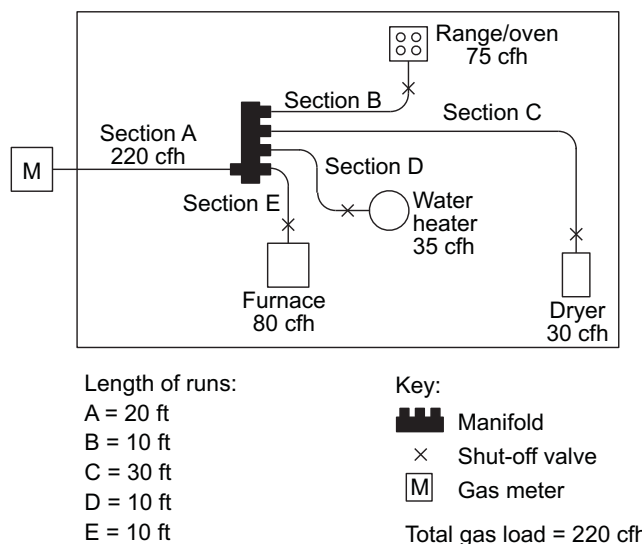 Range/oven
75 cfh
Section B
Section C
Section A
220 cfh
M
Section D
Section E
Water
heater
35 cfh
Furnace
80 cfh
Dryer
30 cfh
Length of runs:
A = 20 ft
B = 10 ft
C = 30 ft
D = 10 ft
E = 10 ft
Key:
Manifold
Shut-off valve
M Gas meter
Total gas load = 220 cfh